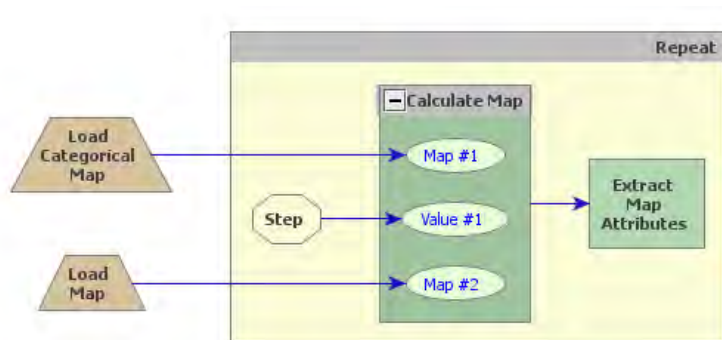 Repeat
Calculate Map
Load
Categorical
Map
Map #1
Step
Value #1
Extract
Map
Attributes
Load
Map
Map #2